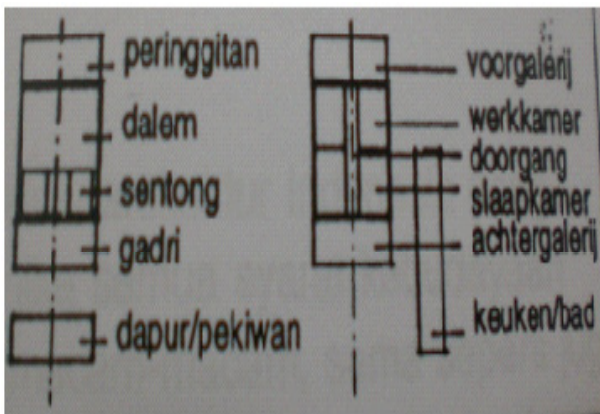 peringgitan
dalem
sentong
gadri
dapur/pekiwan
voorgalerij
werkkamer
doorgang
slaapkamer
achtergalerij
keuken/bad